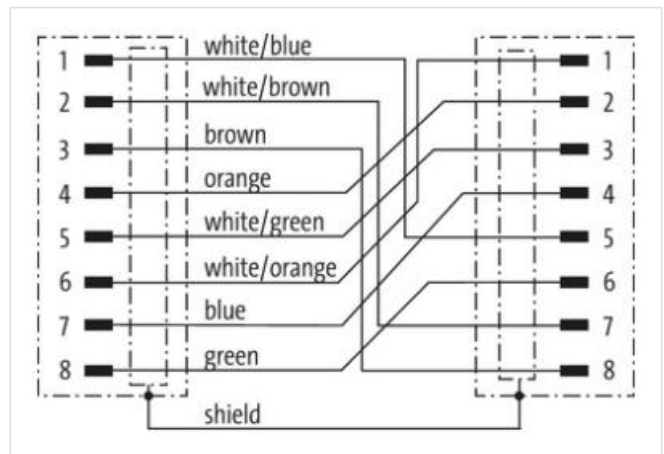 1 white/blue 1
2 white/brown 2
3 brown 3
4 orange 4
5 white/green 5
6 white/orange 6
7 blue 7
8 green 8
shield